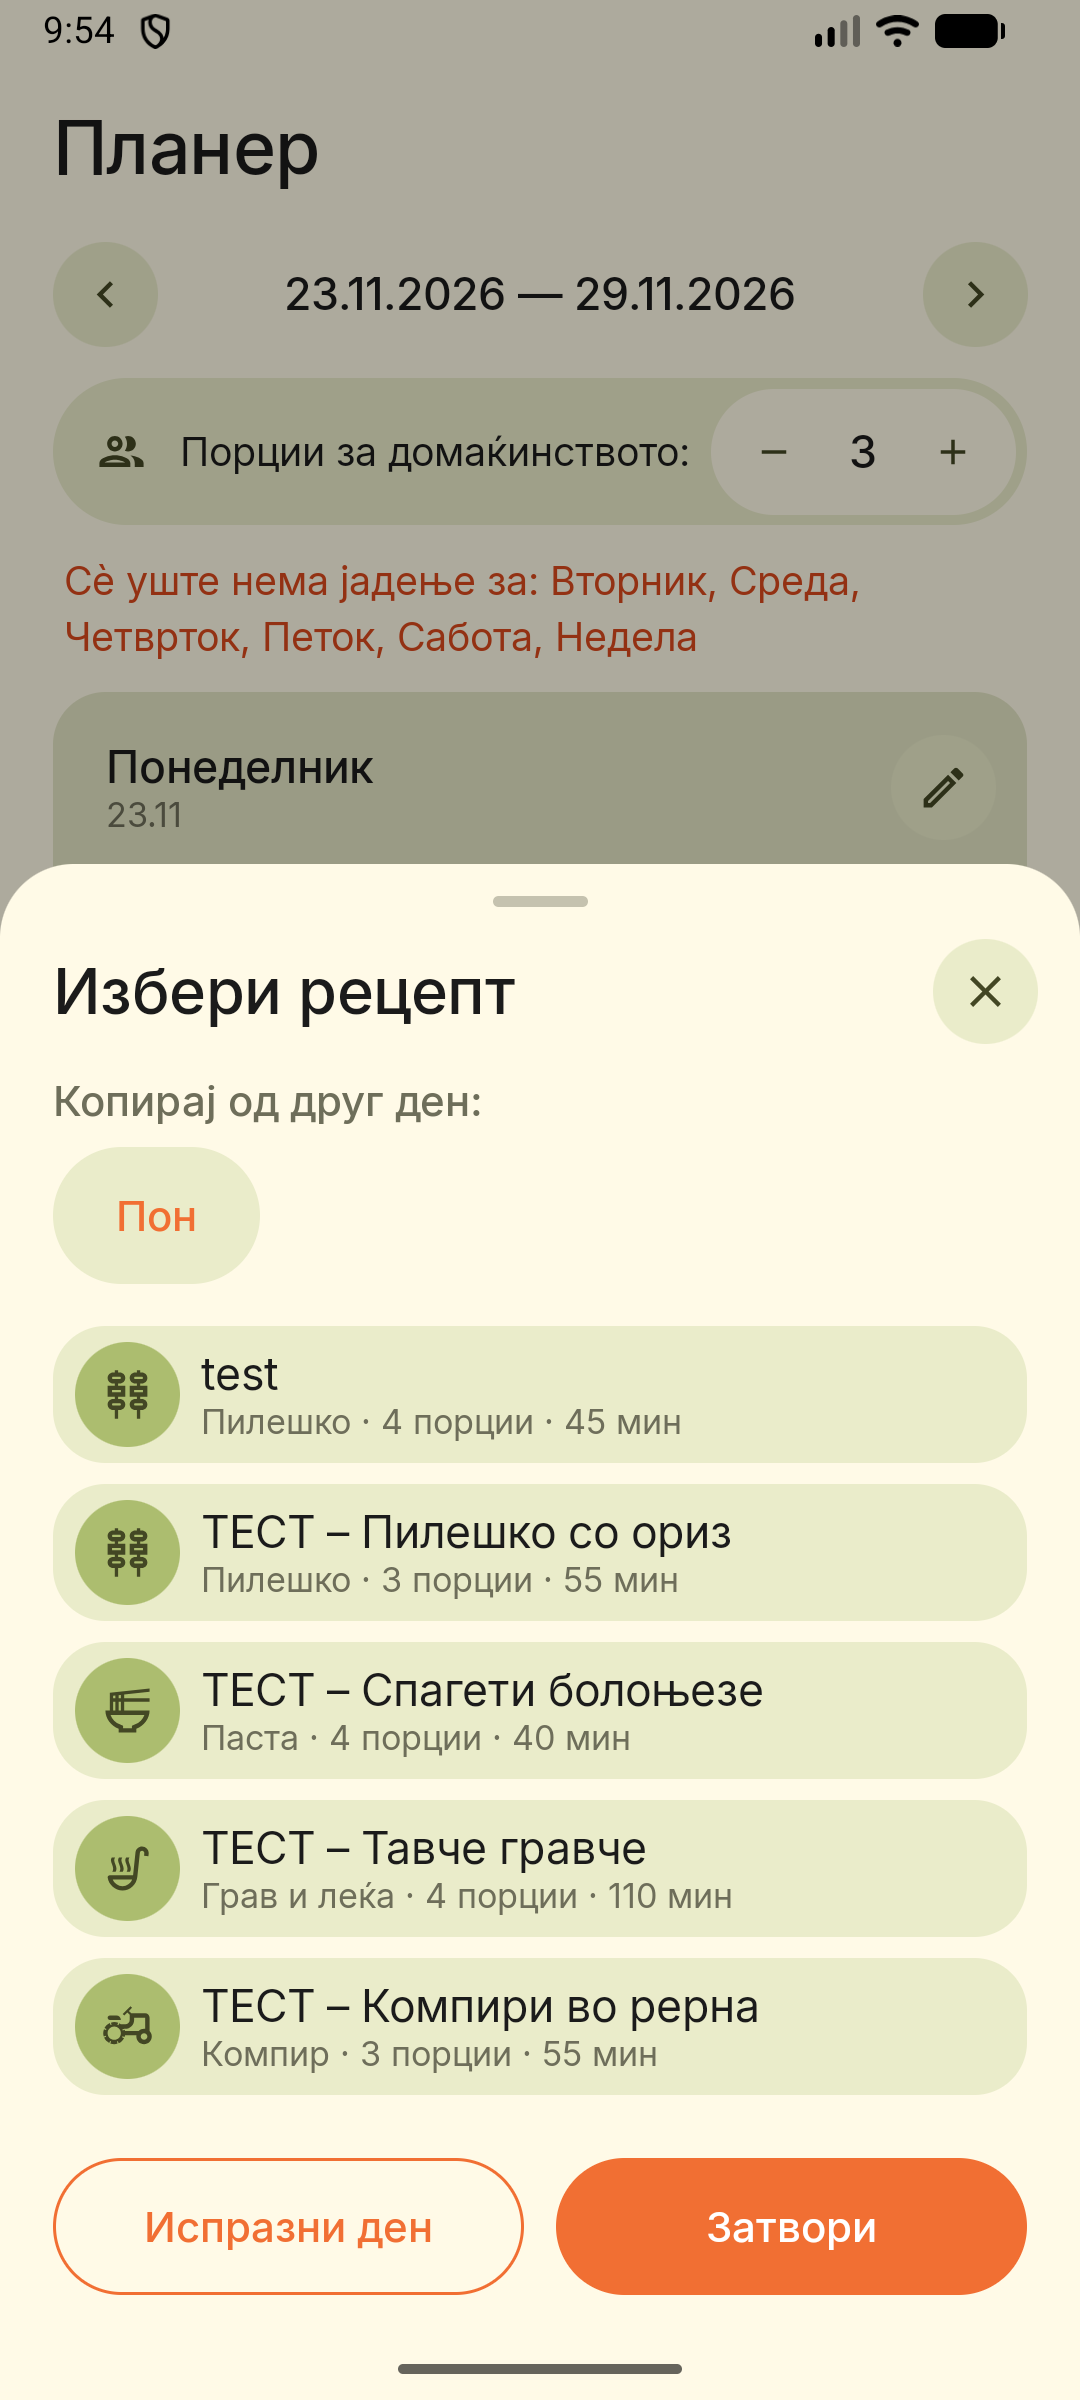 9:54
Планер
23.11.2026 — 29.11.2026
Порции за домаќинството:
3
Сѐ уште нема јадење за: Вторник, Среда,
Четврток, Петок, Сабота, Недела
Понеделник
23.11
Избери рецепт
Копирај од друг ден:
Пон
test
Пилешко · 4 порции · 45 мин
ТЕСТ – Пилешко со ориз
Пилешко · 3 порции · 55 мин
ТЕСТ – Спагети болоњезе
Паста · 4 порции · 40 мин
ТЕСТ – Тавче гравче
Грав и леќа · 4 порции · 110 мин
ТЕСТ – Компири во рерна
Компир · 3 порции · 55 мин
Испразни ден
Затвори